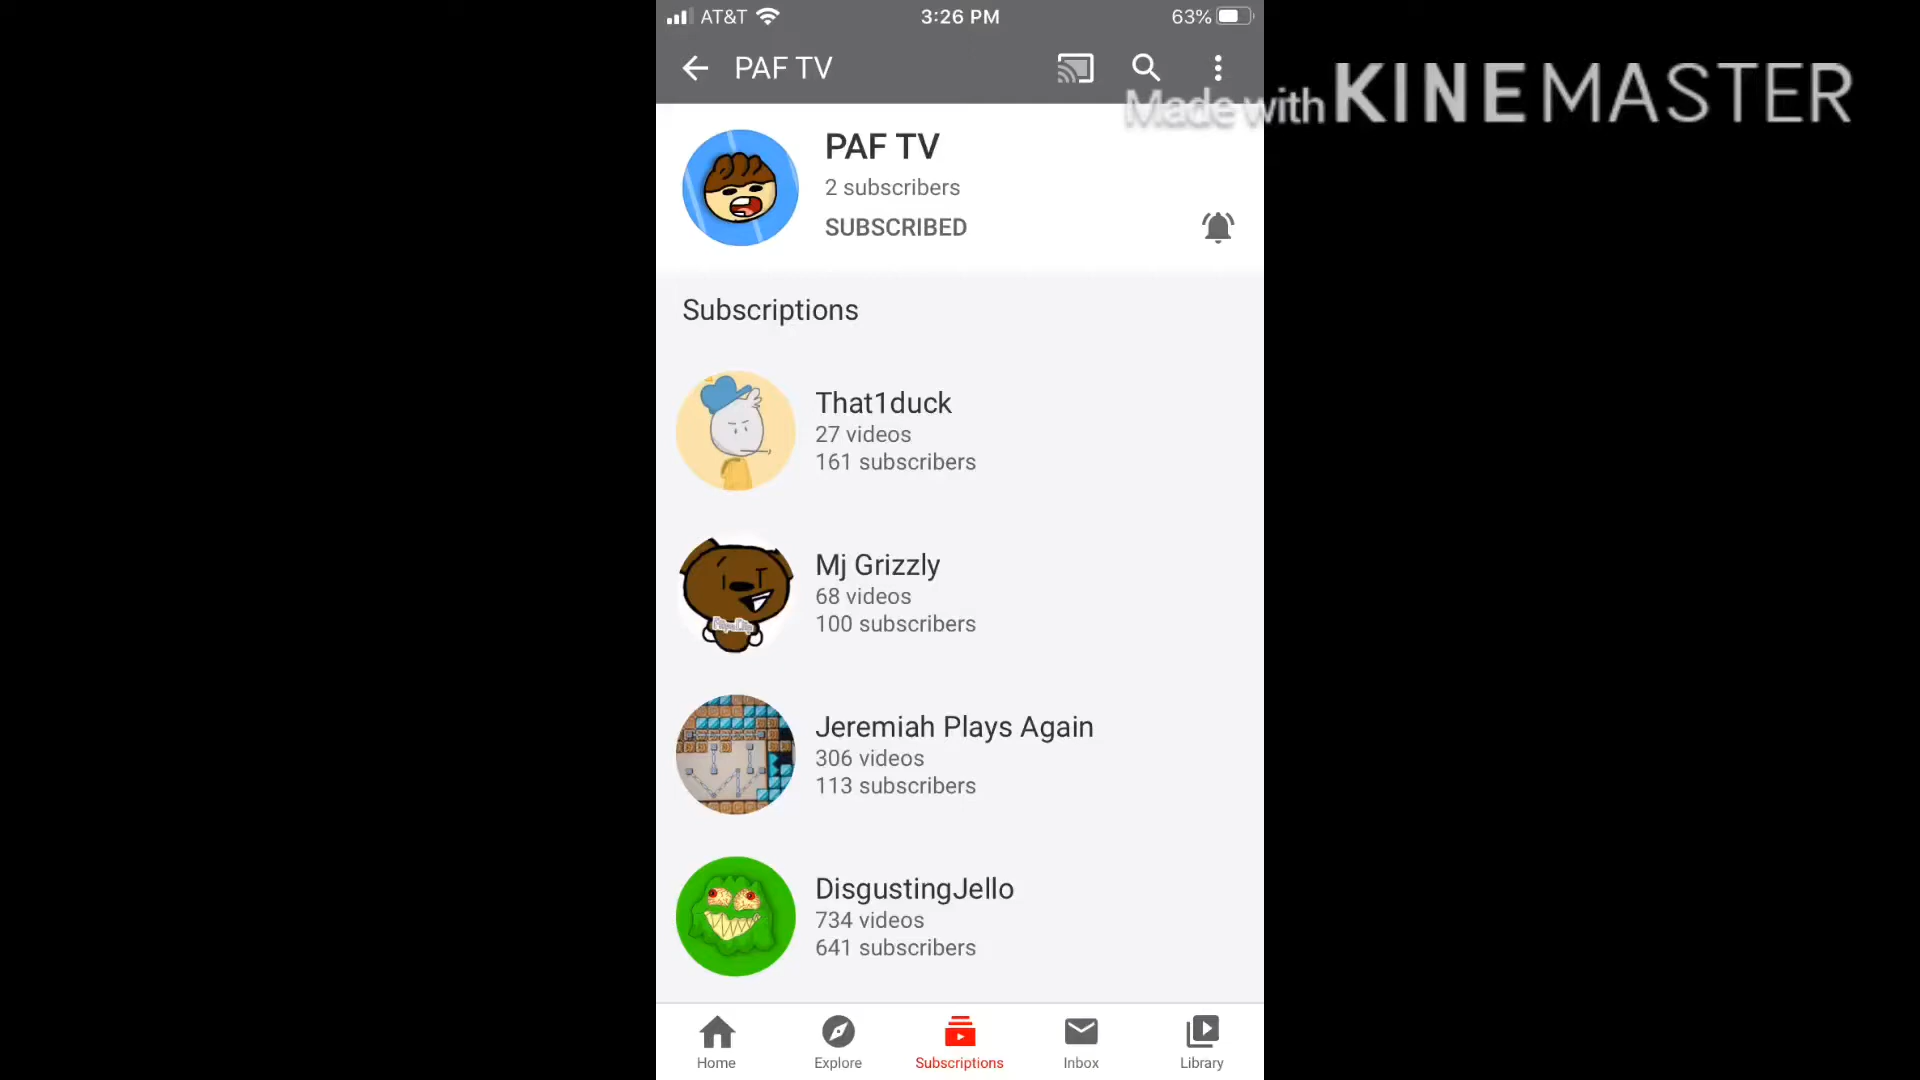 AT&T 3:26 PM 63%
PAF TV
Made with KINEMASTER
PAF TV
2 subscribers
SUBSCRIBED
Subscriptions
That1duck
27 videos
161 subscribers
Mj Grizzly
68 videos
100 subscribers
Jeremiah Plays Again
306 videos
113 subscribers
DisgustingJello
734 videos
641 subscribers
Home Explore Subscriptions Inbox Library